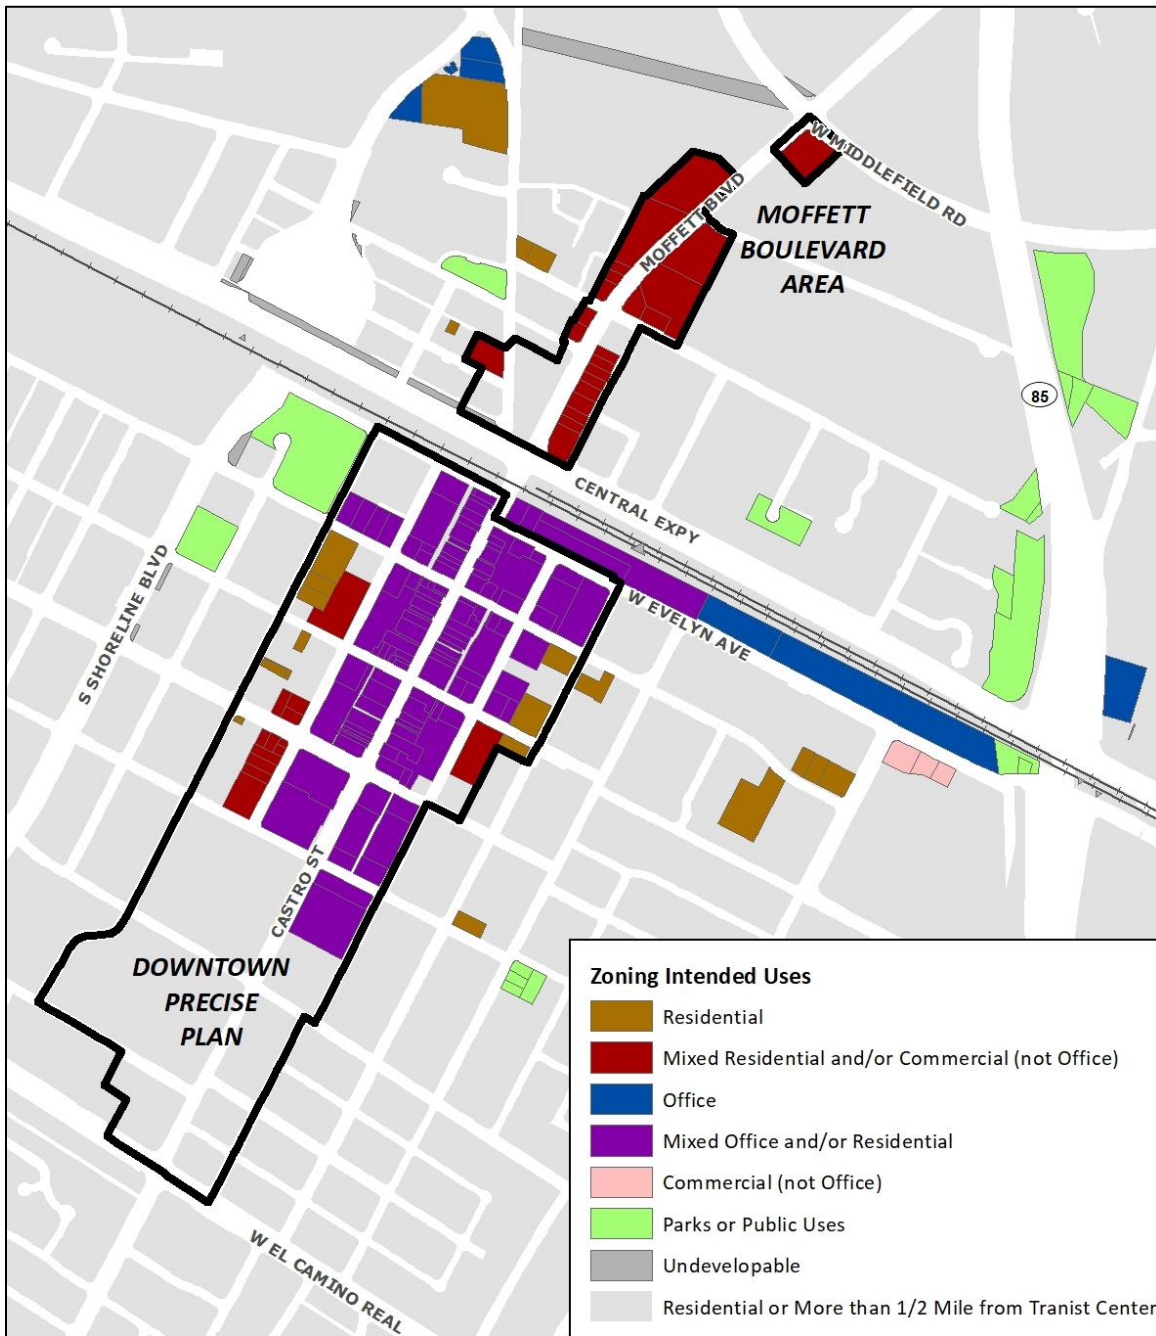 W MIDDLEFIELD RD
MOFFETT BLVD
MOFFETT
BOULEVARD
AREA
85
CENTRAL EXPY
S SHORELINE BLVD
W EVELYN AVE
CASTRO ST
DOWNTOWN
PRECISE
PLAN
W EL CAMINO REAL
Zoning Intended Uses
Residential
Mixed Residential and/or Commercial (not Office)
Office
Mixed Office and/or Residential
Commercial (not Office)
Parks or Public Uses
Undevelopable
Residential or More than 1/2 Mile from Tranist Center